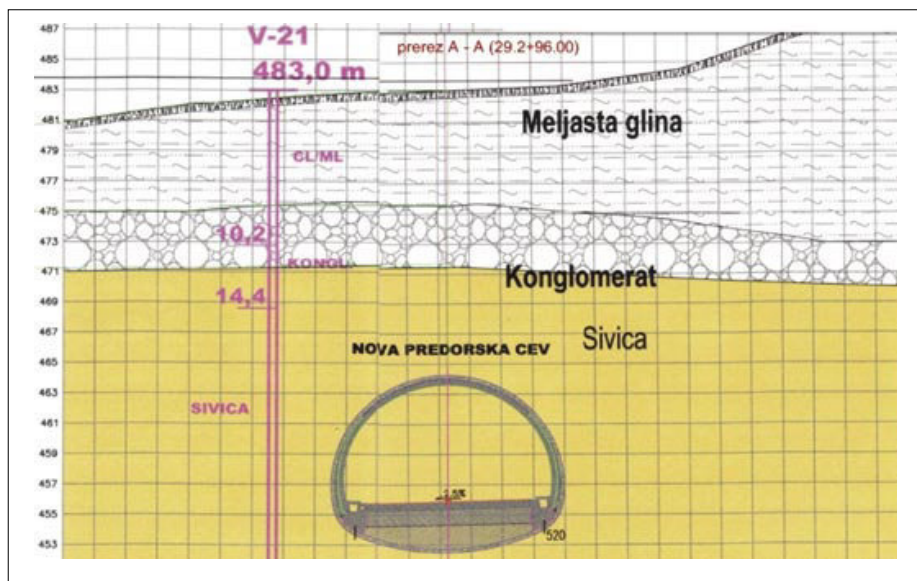 487
V-21
prerez A - A (29.2+96.00)
485
483,0 m
483
481
Meljasta glina
479
CL/ML
477
475
10,2
473
KONGL
471
Konglomerat
14,4
469
467
Sivica
NOVA PREDORSKA CEV
465
463
461
SIVICA
459
457
2,5%
455
520
453